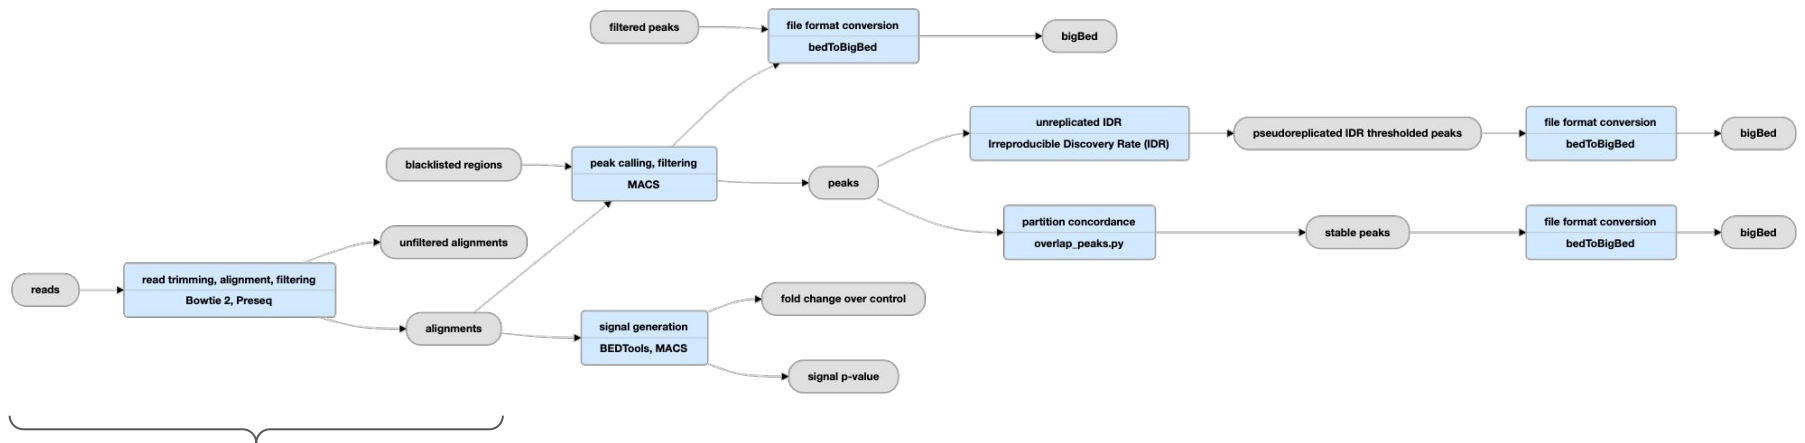 filtered peaks
file format conversion
bedToBigBed
bigBed
blacklisted regions
peak calling, filtering
MACS
peaks
unreplicated IDR
Irreproducible Discovery Rate (IDR)
pseudoreplicated IDR thresholded peaks
file format conversion
bedToBigBed
bigBed
partition concordance
overlap_peaks.py
stable peaks
file format conversion
bedToBigBed
bigBed
unfiltered alignments
reads
read trimming, alignment, filtering
Bowtie 2, Preseq
alignments
signal generation
BEDTools, MACS
fold change over control
signal p-value